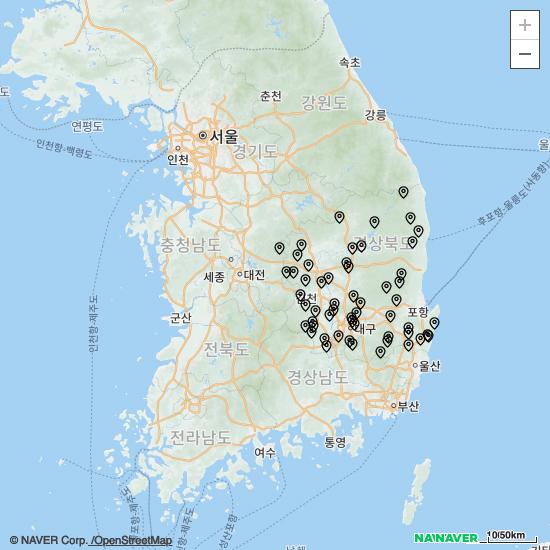 +
−
속초
춘천
강원도
강릉
도
연평도
서울
인천
경기도
인천항-백령도
울
후포항-울릉도(사동항)
충청남도
경상북도
세종
대전
인천항-제주도
군산
포항
대구
전북도
경상남도
울산
부산
전라남도
통영
여수
© NAVER Corp. /OpenStreetMap
NAVER
10/50km